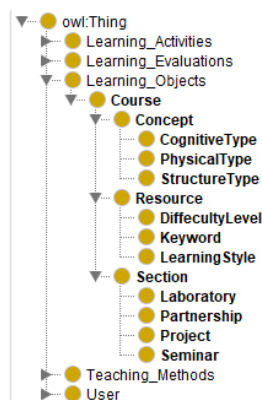 owl:Thing
Learning_Activities
Learning_Evaluations
Learning_Objects
Course
Concept
CognitiveType
PhysicalType
StructureType
Resource
DiffecultyLevel
Keyword
LearningStyle
Section
Laboratory
Partnership
Project
Seminar
Teaching_Methods
User